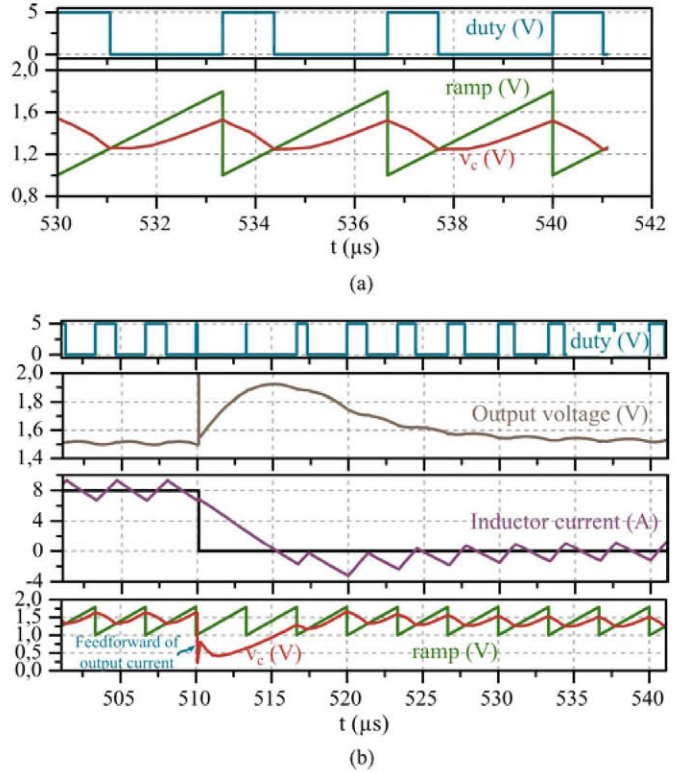 5
0
duty (V)
2,0
1,6
1,2
0,8
ramp (V)
v_c (V)
530 532 534 536 538 540 542
t (µs)
(a)
5
0
duty (V)
2,0
1,8
1,6
1,4
Output voltage (V)
8
4
0
-4
Inductor current (A)
2,0
1,5
1,0
0,5
0,0
Feedforward of
output current
v_c (V)
ramp (V)
505 510 515 520 525 530 535 540
t (µs)
(b)